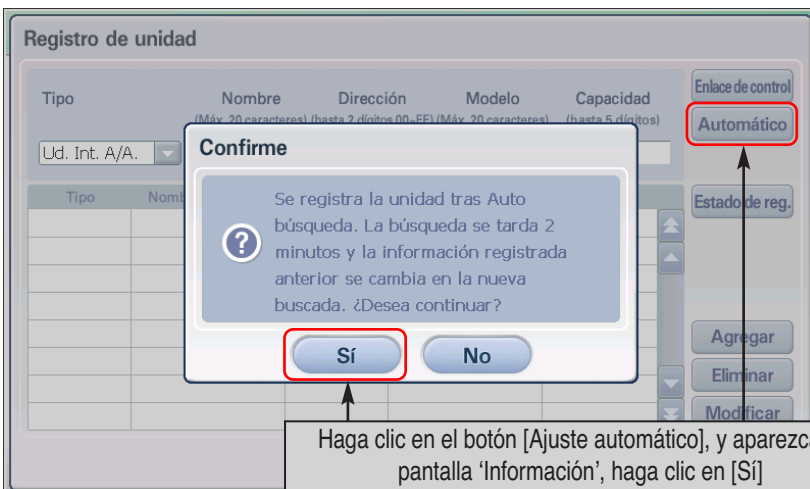 Registro de unidad
Tipo Nombre Dirección Modelo Capacidad Enlace de control
(Máx. 20 caracteres) (hasta 2 dígitos 00~FF) (Máx. 20 caracteres) (hasta 5 dígitos)
Automático
Ud. Int. A/A.
Confirme
Tipo Nomb
Estado de reg.
Se registra la unidad tras Auto
búsqueda. La búsqueda se tarda 2
minutos y la información registrada
anterior se cambia en la nueva
buscada. ¿Desea continuar?
Sí No
Agregar
Eliminar
Modificar
Haga clic en el botón [Ajuste automático], y aparezca
pantalla ‘Información’, haga clic en [Sí]